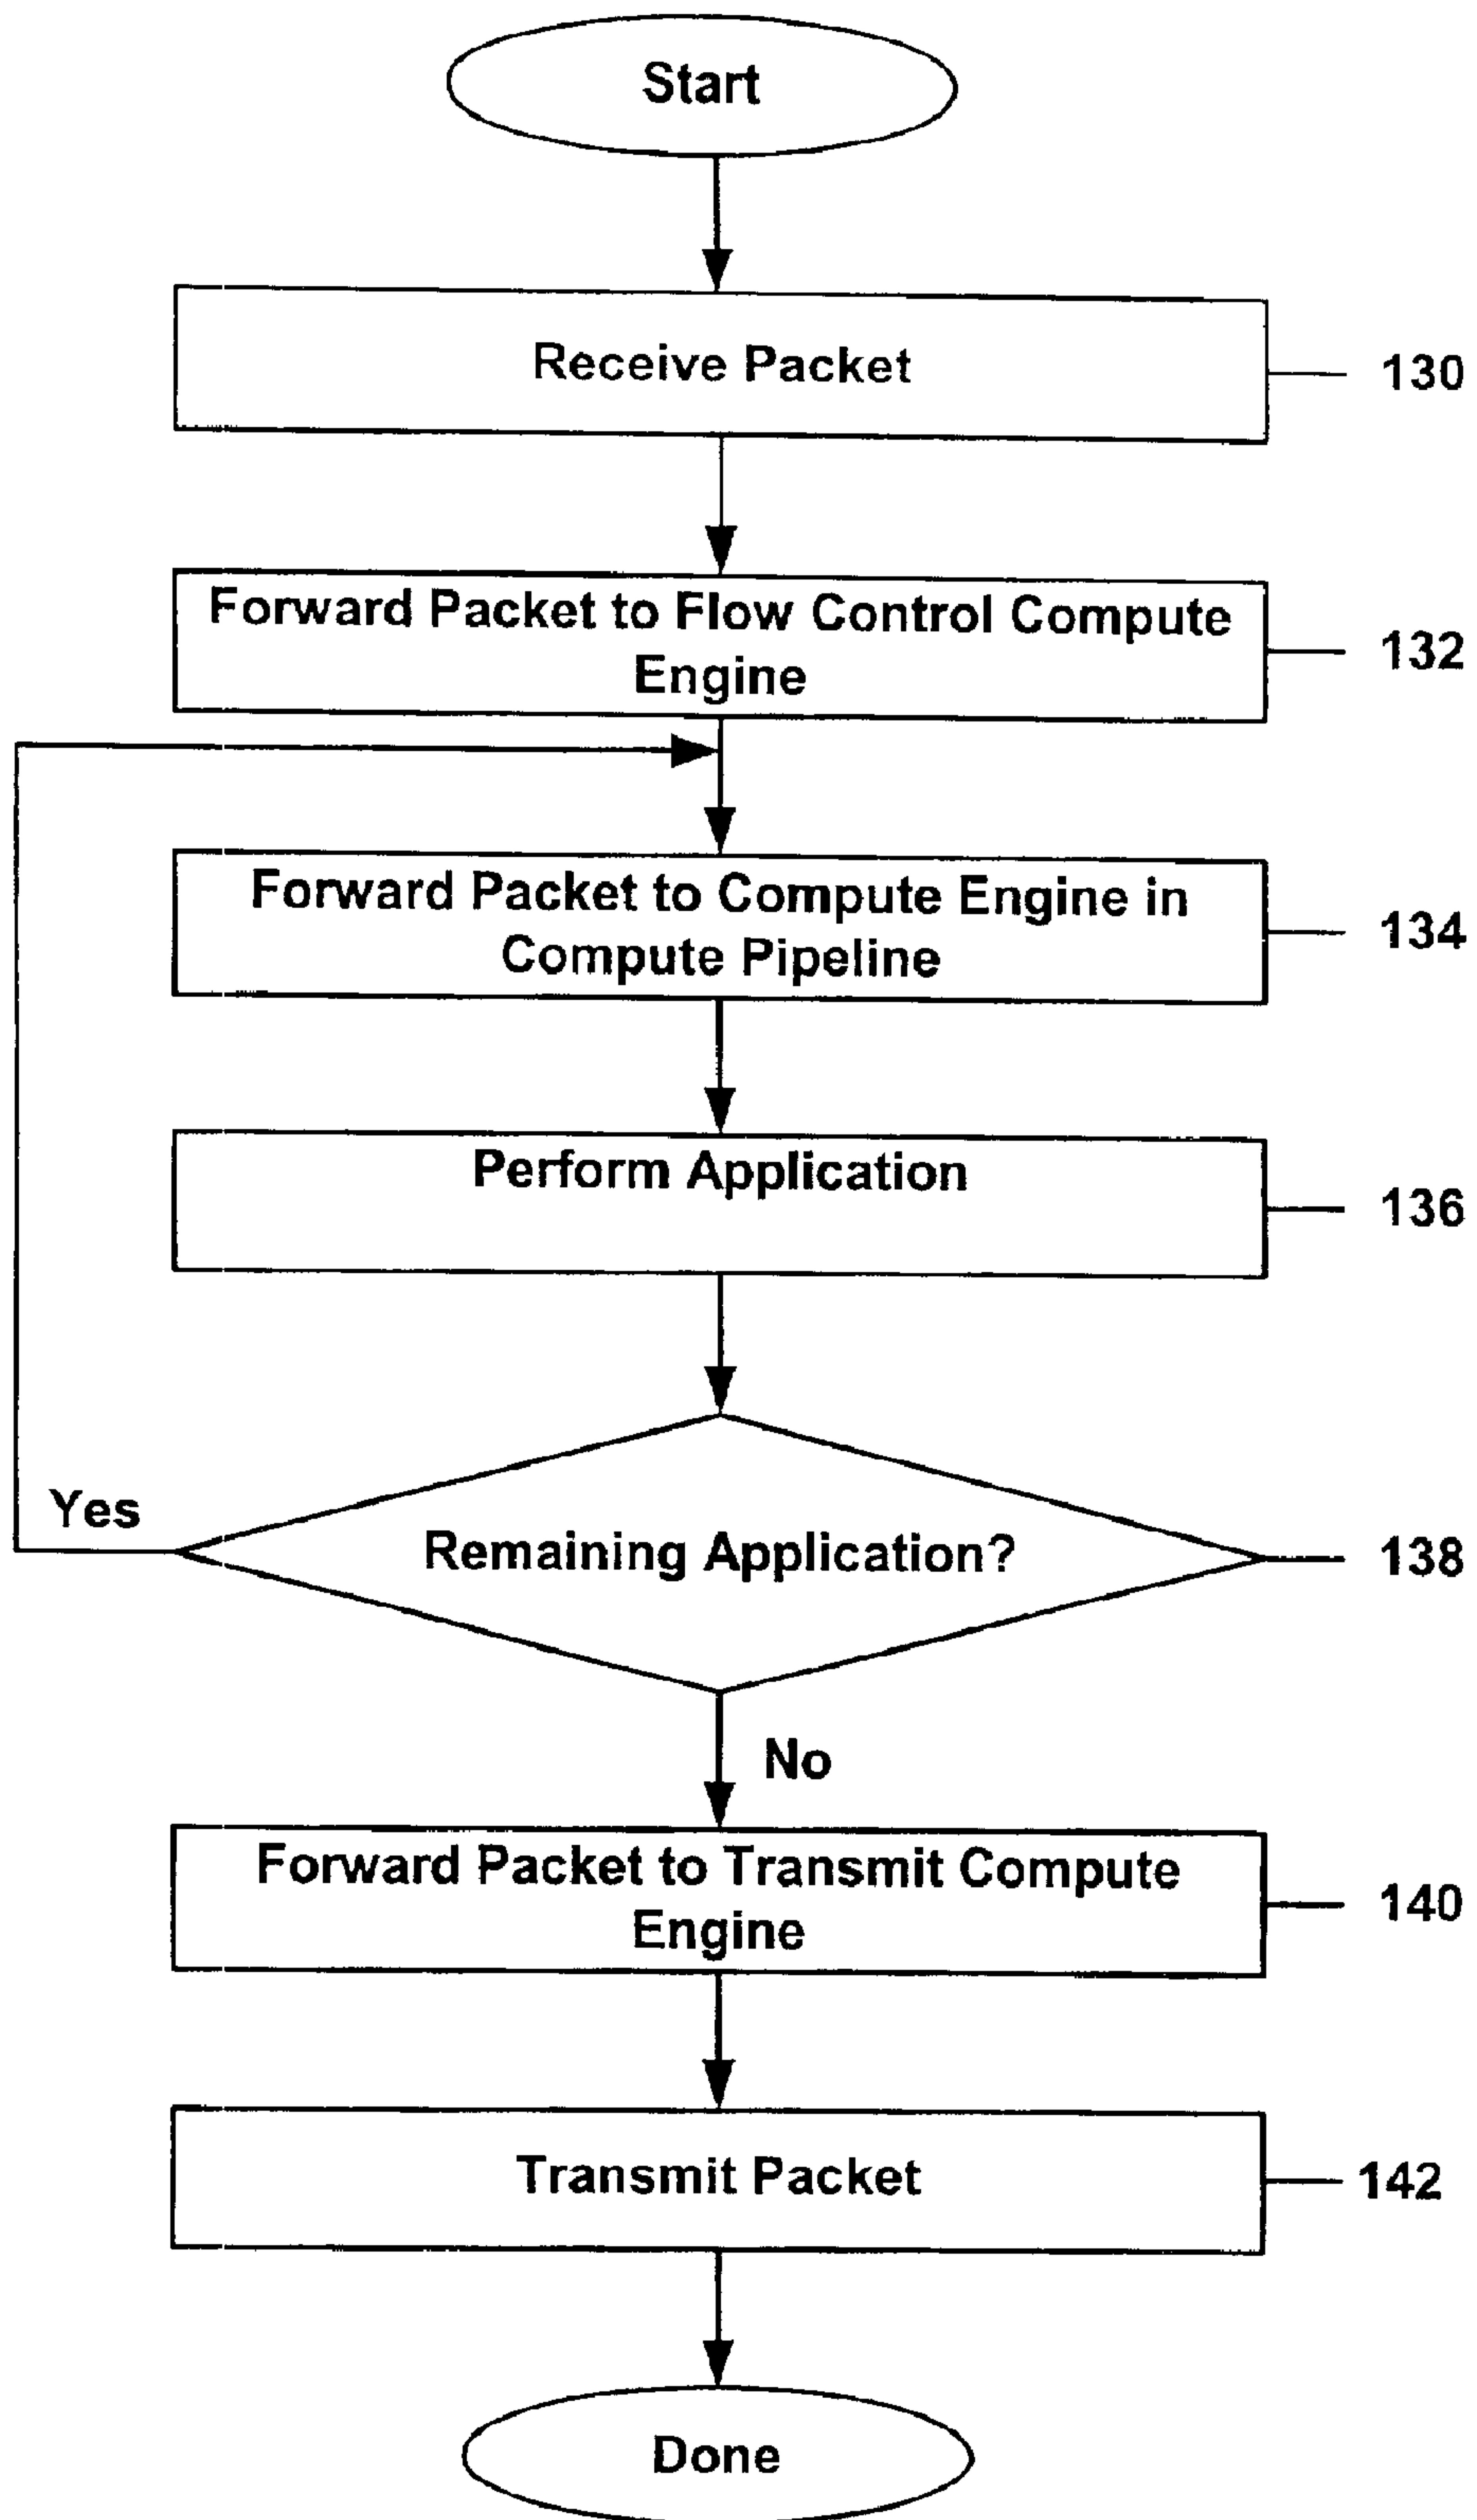 Start
Receive Packet
130
Forward Packet to Flow Control Compute
Engine
132
Forward Packet to Compute Engine in
Compute Pipeline
134
Perform Application
136
Yes
Remaining Application?
138
No
Forward Packet to Transmit Compute
Engine
140
Transmit Packet
142
Done